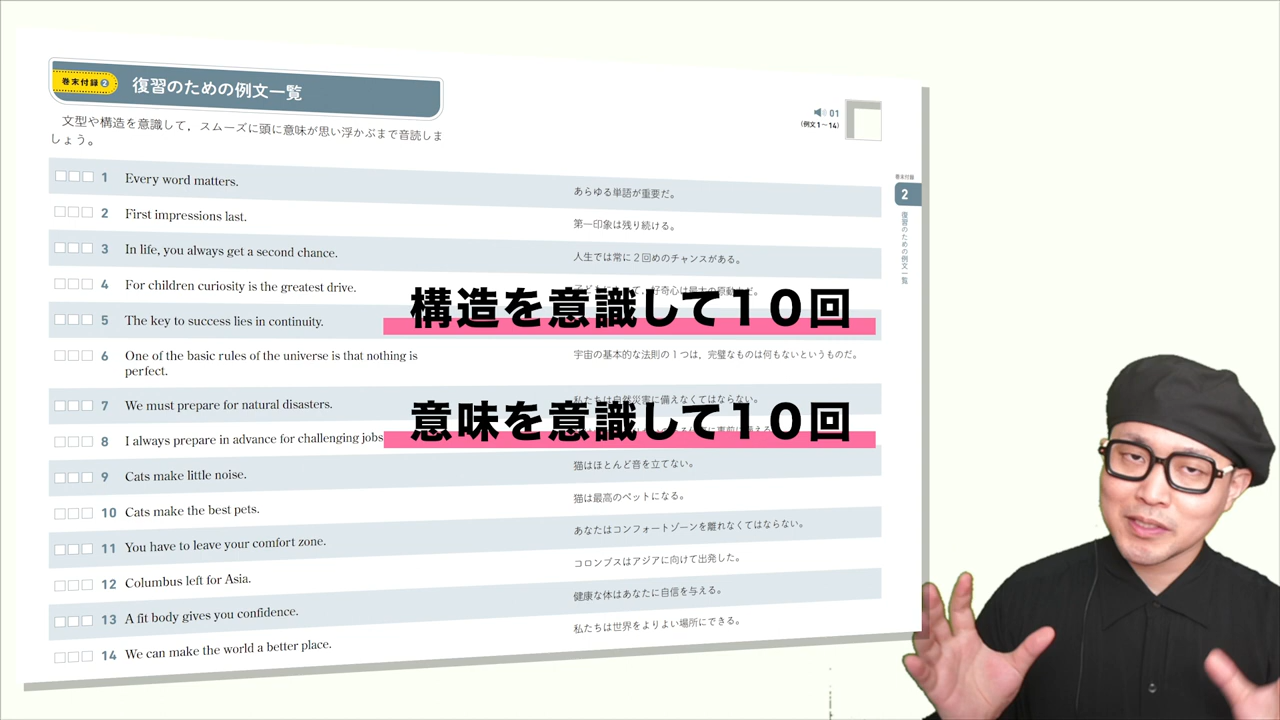 巻末付録 2
復習のための例文一覧
文型や構造を意識して，スムーズに頭に意味が思い浮かぶまで音読しま
しょう。
01
(例文1〜14)
巻末付録
2
復習のための例文一覧
1 Every word matters. あらゆる単語が重要だ。
2 First impressions last. 第一印象は残り続ける。
3 In life, you always get a second chance. 人生では常に２回めのチャンスがある。
4 For children curiosity is the greatest drive. 好奇心は最大の原動力だ。
構造を意識して１０回
5 The key to success lies in continuity.
6 One of the basic rules of the universe is that nothing is 宇宙の基本的な法則の１つは，完璧なものは何もないというものだ。
perfect.
7 We must prepare for natural disasters. 私たちは自然災害に備えなくてはならない。
意味を意識して１０回
8 I always prepare in advance for challenging jobs
9 Cats make little noise. 猫はほとんど音を立てない。
10 Cats make the best pets. 猫は最高のペットになる。
11 You have to leave your comfort zone. あなたはコンフォートゾーンを離れなくてはならない。
12 Columbus left for Asia. コロンブスはアジアに向けて出発した。
13 A fit body gives you confidence. 健康な体はあなたに自信を与える。
14 We can make the world a better place. 私たちは世界をよりよい場所にできる。